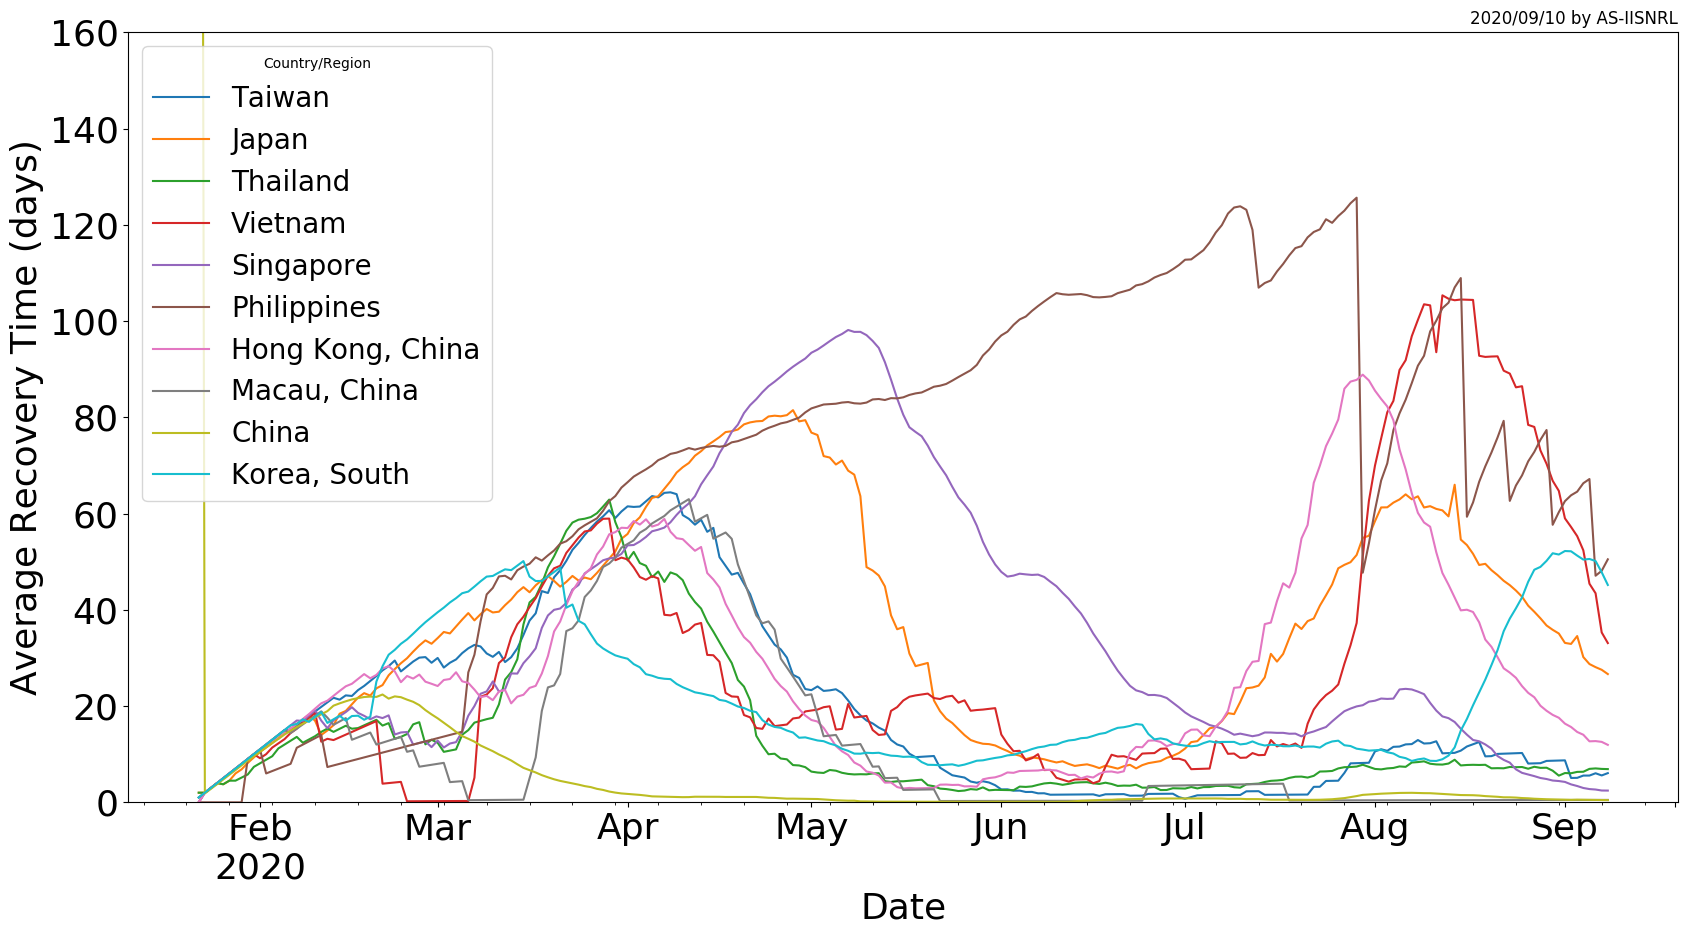 2020/09/10 by AS-IISNRL
160
140
120
100
80
60
40
20
0
Average Recovery Time (days)
Country/Region
Taiwan
Japan
Thailand
Vietnam
Singapore
Philippines
Hong Kong, China
Macau, China
China
Korea, South
Feb Mar Apr May Jun Jul Aug Sep
2020
Date